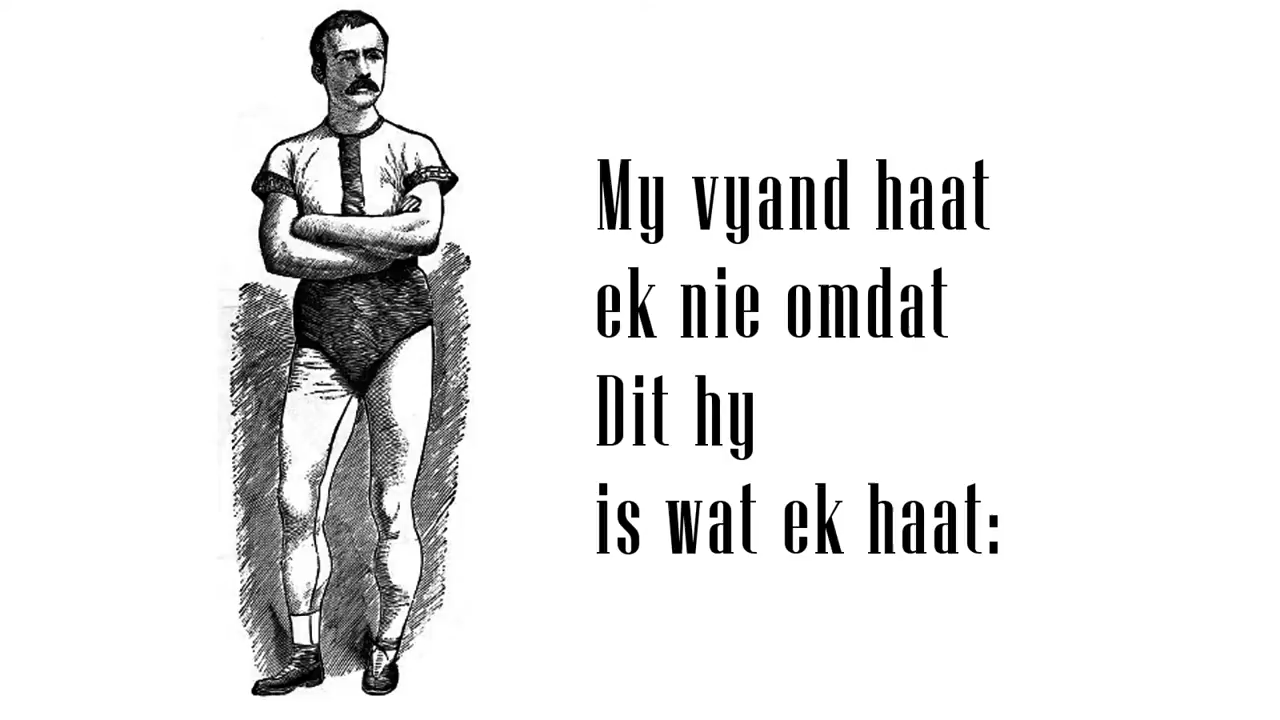 My vyand haat
ek nie omdat
Dit hy
is wat ek haat: